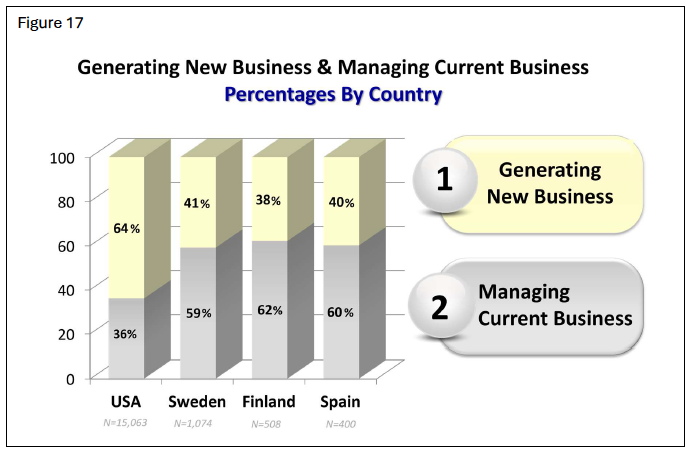 Figure 17
Generating New Business & Managing Current Business
Percentages By Country
100
80
60
40
20
0
64%
36%
41%
59%
38%
62%
40%
60%
USA
Sweden
Finland
Spain
N=15,063
N=1,074
N=508
N=400
1
Generating
New Business
2
Managing
Current Business